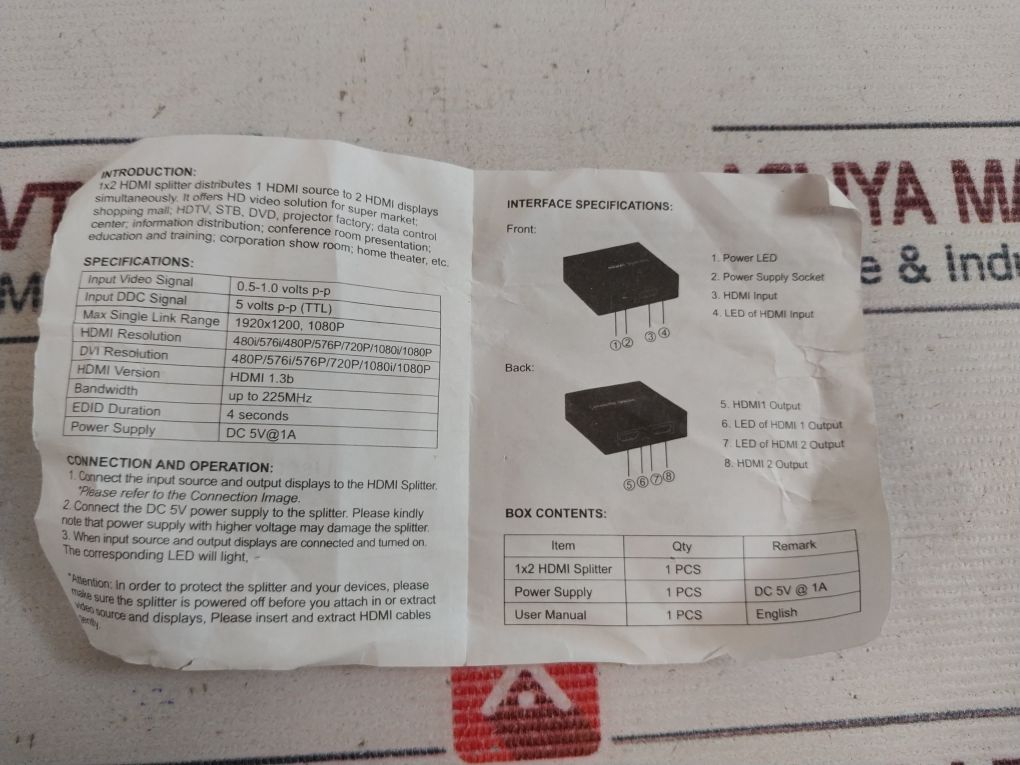 INTRODUCTION:
1x2 HDMI splitter distributes 1 HDMI source to 2 HDMI displays
simultaneously. It offers HD video solution for super market;
shopping mall; HDTV, STB, DVD, projector factory; data control
center; information distribution; conference room presentation;
education and training; corporation show room; home theater, etc.
SPECIFICATIONS:
Input Video Signal 0.5-1.0 volts p-p
Input DDC Signal 5 volts p-p (TTL)
Max Single Link Range 1920x1200, 1080P
HDMI Resolution 480i/576i/480P/576P/720P/1080i/1080P
DVI Resolution 480P/576i/576P/720P/1080i/1080P
HDMI Version HDMI 1.3b
Bandwidth up to 225MHz
EDID Duration 4 seconds
Power Supply DC 5V@1A
CONNECTION AND OPERATION:
1. Connect the input source and output displays to the HDMI Splitter.
*Please refer to the Connection Image.
2. Connect the DC 5V power supply to the splitter. Please kindly
note that power supply with higher voltage may damage the splitter.
3. When input source and output displays are connected and turned on.
The corresponding LED will light,
*Attention: In order to protect the splitter and your devices, please
make sure the splitter is powered off before you attach in or extract
video source and displays, Please insert and extract HDMI cables
gently.
INTERFACE SPECIFICATIONS:
Front:
1. Power LED
2. Power Supply Socket
3. HDMI Input
4. LED of HDMI Input
① ② ③ ④
Back:
5. HDMI1 Output
6. LED of HDMI 1 Output
7. LED of HDMI 2 Output
8. HDMI 2 Output
⑤ ⑥ ⑦ ⑧
BOX CONTENTS:
Item Qty Remark
1x2 HDMI Splitter 1 PCS
Power Supply 1 PCS DC 5V @ 1A
User Manual 1 PCS English
VT
M
YA MA
e & Indu